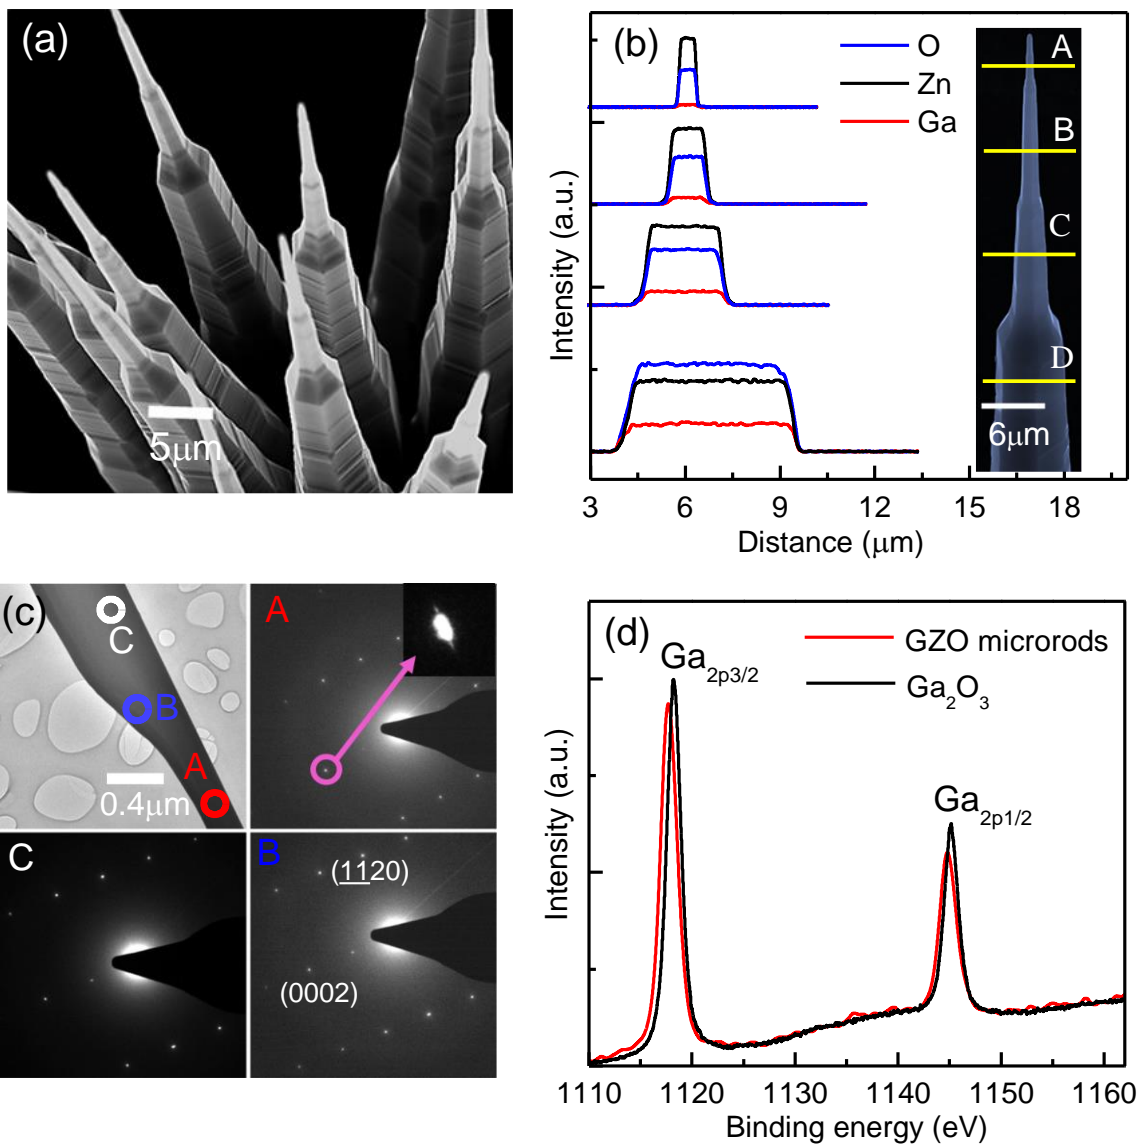 (a)
5μm
(b)
O
Zn
Ga
A
B
C
D
6μm
Intensity (a.u.)
3 6 9 12 15 18
Distance (μm)
(c)
C
B
A
0.4μm
A
C
B
(1120)
(0002)
(d)
Ga2p3/2
GZO microrods
Ga2O3
Ga2p1/2
Intensity (a.u.)
1110 1120 1130 1140 1150 1160
Binding energy (eV)